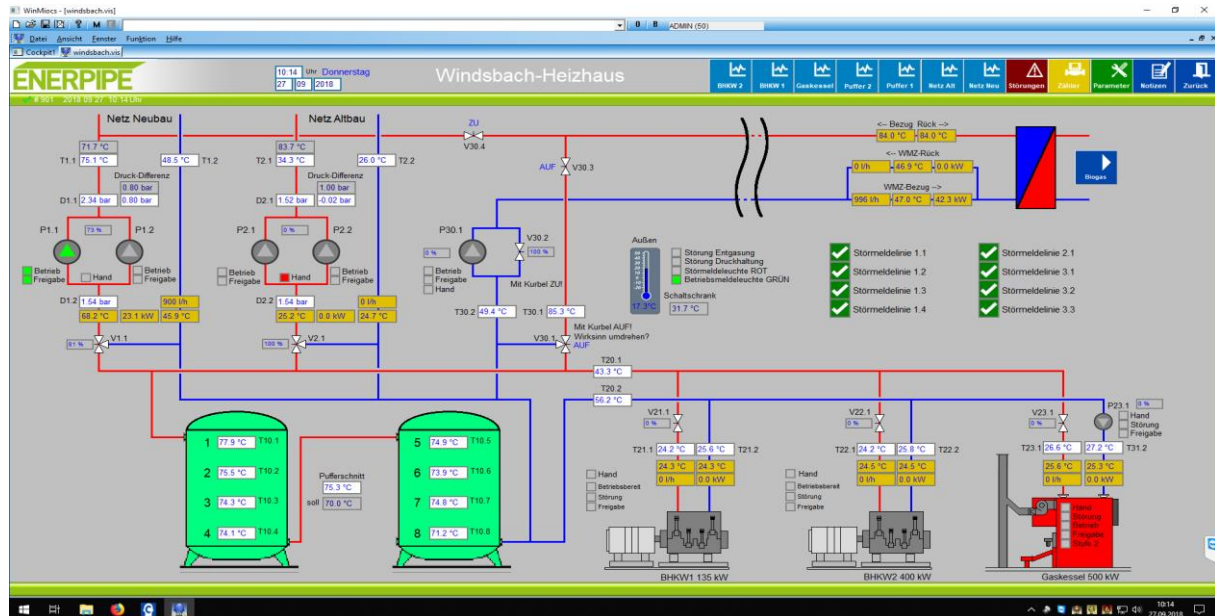 WinMiocs - [windsbach.vis]
0 B ADMIN (50)
Datei Ansicht Fenster Funktion Hilfe
Cockpit1 windsbach.vis
ENERPIPE
10:14 Uhr Donnerstag
27 09 2018
Windsbach-Heizhaus
BHKW 2 BHKW 1 Gaskessel Puffer 2 Puffer 1 Netz Alt Netz Neu Störungen Zähler Parameter Notizen Zurück
# 901 2018 09 27 10:14 Uhr
Netz Neubau Netz Altbau ZU
V30.4
<-- Bezug Rück -->
84.0 °C 84.0 °C
71.7 °C 83.7 °C
T1.1 75.1 °C 48.5 °C T1.2 T2.1 34.3 °C 26.0 °C T2.2
AUF V30.3
<-- WMZ-Rück
0 l/h 46.9 °C 0.0 kW
Biogas
Druck-Differenz Druck-Differenz
0.80 bar 1.00 bar
WMZ-Bezug -->
D1.1 2.34 bar 0.80 bar D2.1 1.52 bar -0.02 bar
996 l/h 47.0 °C 42.3 kW
P1.1 73 % P1.2 P2.1 0 % P2.2 P30.1
V30.2
0 % 100 %
Außen
Störung Entgasung
Störung Druckhaltung
Störmeldeleuchte ROT
Betriebsmeldeleuchte GRÜN
Störmeldelinie 1.1 Störmeldelinie 2.1
Störmeldelinie 1.2 Störmeldelinie 3.1
Störmeldelinie 1.3 Störmeldelinie 3.2
Störmeldelinie 1.4 Störmeldelinie 3.3
Betrieb Betrieb Betrieb Betrieb Betrieb
Freigabe Hand Freigabe Freigabe Hand Freigabe Freigabe
Hand
Mit Kurbel ZU!
Schaltschrank
17.3°C 31.7 °C
D1.2 1.54 bar 900 l/h D2.2 1.54 bar 0 l/h
68.2 °C 23.1 kW 45.9 °C 25.2 °C 0.0 kW 24.7 °C
T30.2 49.4 °C T30.1 85.3 °C
Mit Kurbel AUF!
Wirksinn umdrehen?
81 % V1.1 100 % V2.1 V30.1 AUF
T20.1
43.3 °C
T20.2
56.2 °C
V21.1
0 %
V22.1
0 %
V23.1
0 %
P23.1 0 %
Hand
Störung
Freigabe
1 77.9 °C T10.1 5 74.9 °C T10.5
2 75.5 °C T10.2 6 73.9 °C T10.6
Pufferschnitt
75.3 °C
3 74.3 °C T10.3 soll 70.0 °C 7 74.8 °C T10.7
4 74.1 °C T10.4 8 71.2 °C T10.8
T21.1 24.2 °C 25.6 °C T21.2 T22.1 24.2 °C 25.8 °C T22.2 T23.1 26.6 °C 27.2 °C T31.2
24.3 °C 24.3 °C 24.5 °C 24.5 °C 25.6 °C 25.3 °C
0 l/h 0.0 kW 0 l/h 0.0 kW 0 l/h 0.0 kW
Hand
Betriebsbereit
Störung
Freigabe
Hand
Betriebsbereit
Störung
Freigabe
Hand
Störung
Betrieb
Freigabe
Stufe 2
BHKW1 135 kW BHKW2 400 kW Gaskessel 500 kW
10:14
27.09.2018